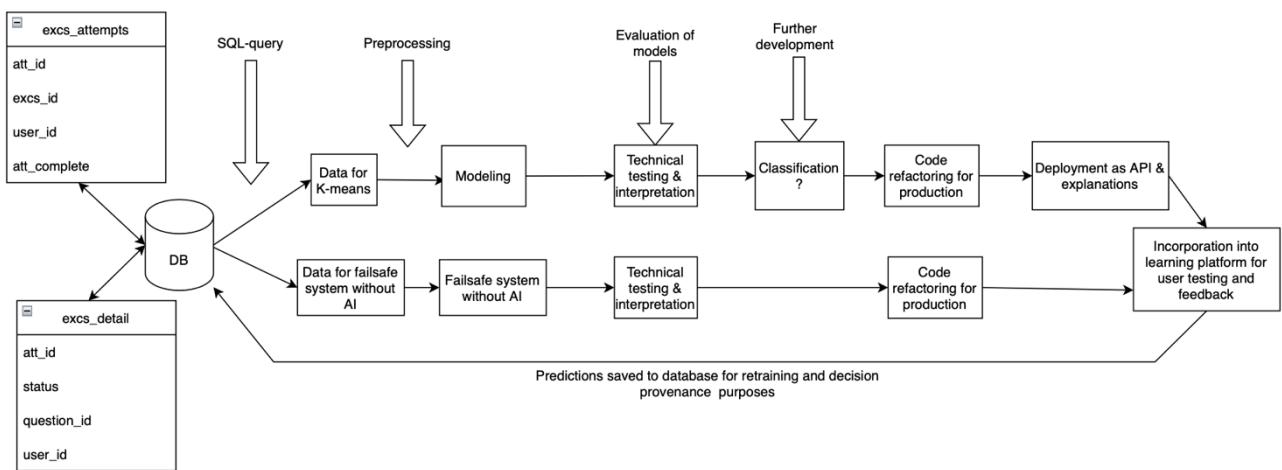 excs_attempts
att_id
excs_id
user_id
att_complete
SQL-query
Preprocessing
Evaluation of
models
Further
development
Data for
K-means
Modeling
Technical
testing &
interpretation
Classification
?
Code
refactoring for
production
Deployment as API &
explanations
DB
Data for failsafe
system without
AI
Failsafe system
without AI
Technical
testing &
interpretation
Code
refactoring for
production
Incorporation into
learning platform for
user testing and
feedback
excs_detail
att_id
status
question_id
user_id
Predictions saved to database for retraining and decision
provenance purposes